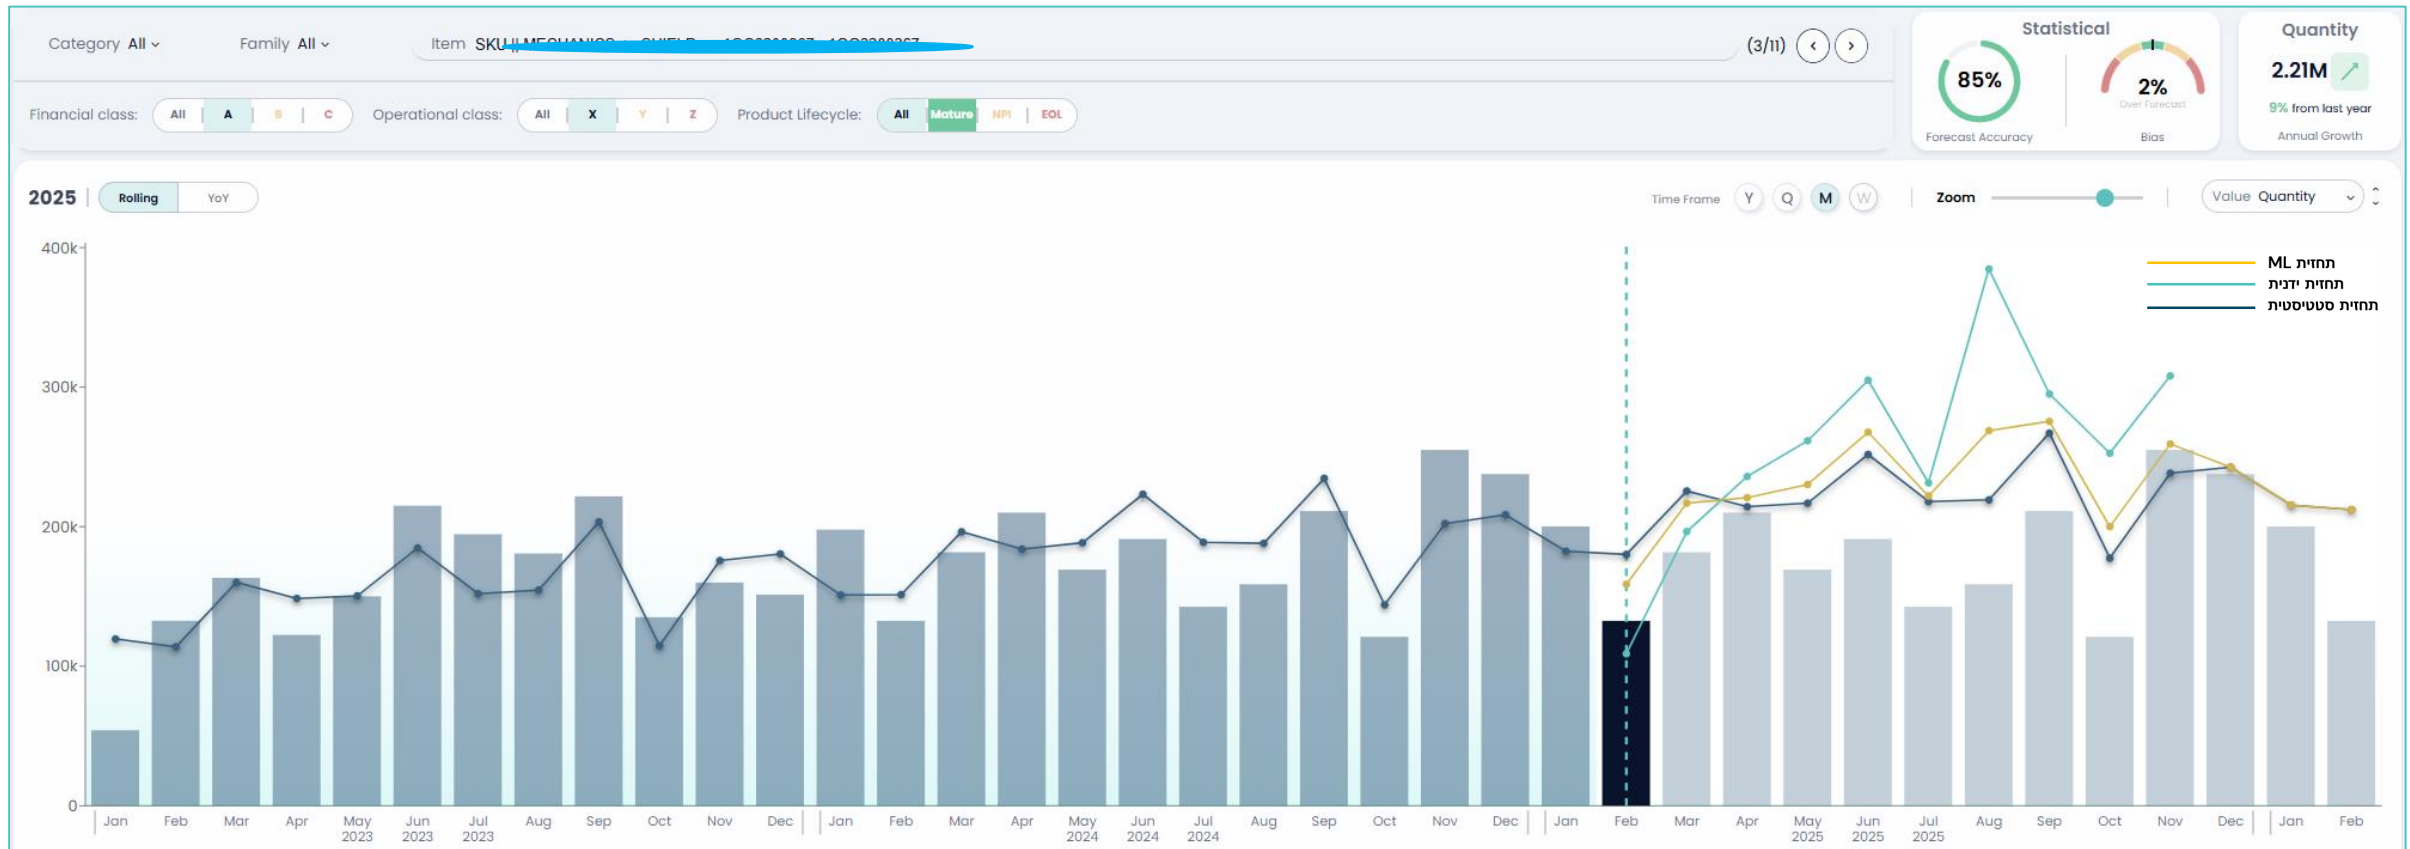 Category All
Family All
Item SKU
(3/11)
Financial class: All A B C
Operational class: All X Y Z
Product Lifecycle: All Mature NPI EOL
Statistical
85%
Forecast Accuracy
2%
Over Forecast
Bias
Quantity
2.21M
9% from last year
Annual Growth
2025
Rolling YoY
Time Frame Y Q M W
Zoom
Value Quantity
תחזית ML
תחזית ידנית
תחזית סטטיסטית
400k
300k
200k
100k
0
Jan Feb Mar Apr May 2023 Jun 2023 Jul 2023 Aug Sep Oct Nov Dec Jan Feb Mar Apr May 2024 Jun 2024 Jul 2024 Aug Sep Oct Nov Dec Jan Feb Mar Apr May 2025 Jun 2025 Jul 2025 Aug Sep Oct Nov Dec Jan Feb